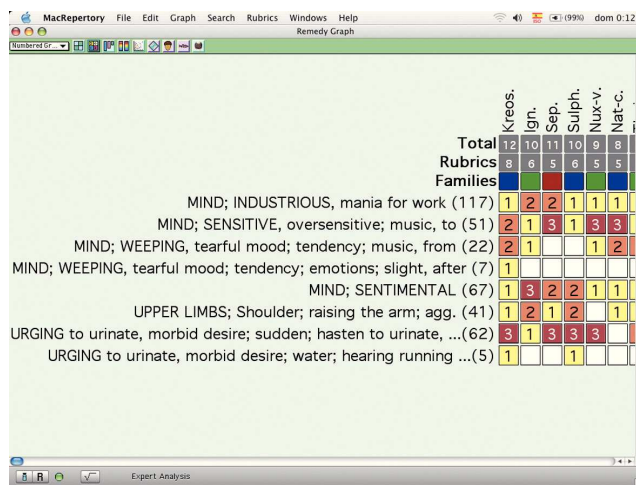 MacRepertory File Edit Graph Search Rubrics Windows Help (99%) dom 0:12
Remedy Graph
Numbered Gr...
Kreos. Ign. Sep. Sulph. Nux-v. Nat-c.
Total 12 10 11 10 9 8
Rubrics 8 6 5 6 5 5
Families
MIND; INDUSTRIOUS, mania for work (117) 1 2 2 1 1 1
MIND; SENSITIVE, oversensitive; music, to (51) 2 1 3 1 3 3
MIND; WEEPING, tearful mood; tendency; music, from (22) 2 1 1 2
MIND; WEEPING, tearful mood; tendency; emotions; slight, after (7) 1
MIND; SENTIMENTAL (67) 1 3 2 2 1 1
UPPER LIMBS; Shoulder; raising the arm; agg. (41) 1 2 1 2 1
URGING to urinate, morbid desire; sudden; hasten to urinate, ...(62) 3 1 3 3 3
URGING to urinate, morbid desire; water; hearing running ...(5) 1 1
R √ Expert Analysis